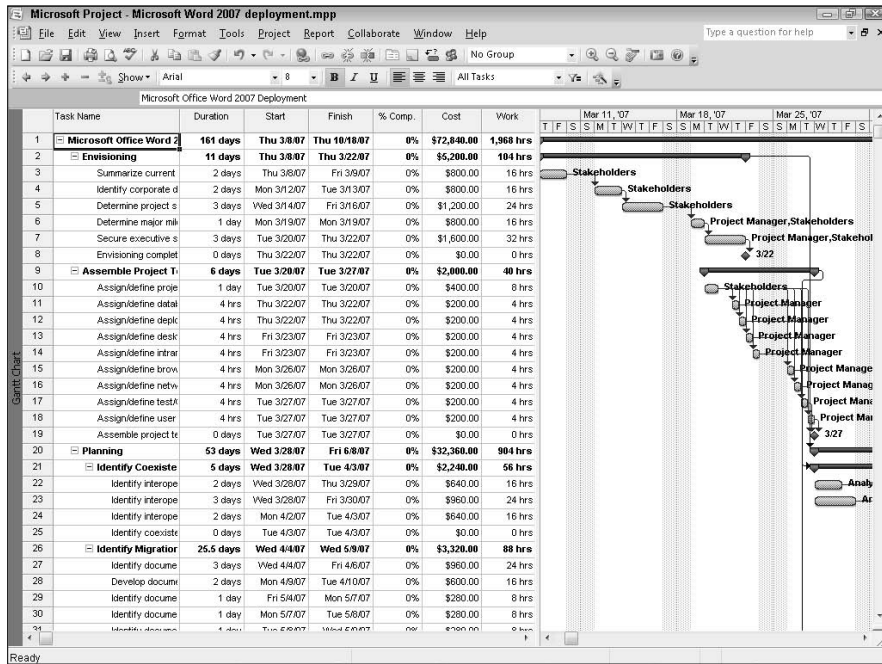 Microsoft Project - Microsoft Word 2007 deployment.mpp
File Edit View Insert Format Tools Project Report Collaborate Window Help Type a question for help
No Group
Show Arial 8 B I U All Tasks
Microsoft Office Word 2007 Deployment
Task Name Duration Start Finish % Comp. Cost Work
Mar 11, '07 Mar 18, '07 Mar 25, '07
T F S S M T W T F S S M T W T F S S M T W T F S
1 Microsoft Office Word 2 161 days Thu 3/8/07 Thu 10/18/07 0% $72,840.00 1,968 hrs
2 Envisioning 11 days Thu 3/8/07 Thu 3/22/07 0% $5,200.00 104 hrs
3 Summarize current 2 days Thu 3/8/07 Fri 3/9/07 0% $800.00 16 hrs Stakeholders
4 Identify corporate d 2 days Mon 3/12/07 Tue 3/13/07 0% $800.00 16 hrs Stakeholders
5 Determine project s 3 days Wed 3/14/07 Fri 3/16/07 0% $1,200.00 24 hrs Stakeholders
6 Determine major mil 1 day Mon 3/19/07 Mon 3/19/07 0% $800.00 16 hrs Project Manager,Stakeholders
7 Secure executive s 3 days Tue 3/20/07 Thu 3/22/07 0% $1,600.00 32 hrs Project Manager,Stakehol
8 Envisioning complet 0 days Thu 3/22/07 Thu 3/22/07 0% $0.00 0 hrs 3/22
9 Assemble Project T 6 days Tue 3/20/07 Tue 3/27/07 0% $2,000.00 40 hrs
10 Assign/define proje 1 day Tue 3/20/07 Tue 3/20/07 0% $400.00 8 hrs Stakeholders
11 Assign/define datal 4 hrs Thu 3/22/07 Thu 3/22/07 0% $200.00 4 hrs Project Manager
12 Assign/define deplo 4 hrs Thu 3/22/07 Thu 3/22/07 0% $200.00 4 hrs Project Manager
13 Assign/define desk 4 hrs Fri 3/23/07 Fri 3/23/07 0% $200.00 4 hrs Project Manager
14 Assign/define intrar 4 hrs Fri 3/23/07 Fri 3/23/07 0% $200.00 4 hrs Project Manager
15 Assign/define brow 4 hrs Mon 3/26/07 Mon 3/26/07 0% $200.00 4 hrs Project Manage
16 Assign/define netw 4 hrs Mon 3/26/07 Mon 3/26/07 0% $200.00 4 hrs Project Manag
17 Assign/define test/ 4 hrs Tue 3/27/07 Tue 3/27/07 0% $200.00 4 hrs Project Mana
18 Assign/define user 4 hrs Tue 3/27/07 Tue 3/27/07 0% $200.00 4 hrs Project Ma
19 Assemble project te 0 days Tue 3/27/07 Tue 3/27/07 0% $0.00 0 hrs 3/27
20 Planning 53 days Wed 3/28/07 Fri 6/8/07 0% $32,360.00 904 hrs
21 Identify Coexiste 5 days Wed 3/28/07 Tue 4/3/07 0% $2,240.00 56 hrs
22 Identify interope 2 days Wed 3/28/07 Thu 3/29/07 0% $640.00 16 hrs Analy
23 Identify interope 3 days Wed 3/28/07 Fri 3/30/07 0% $960.00 24 hrs Ar
24 Identify interope 2 days Mon 4/2/07 Tue 4/3/07 0% $640.00 16 hrs
25 Identify coexiste 0 days Tue 4/3/07 Tue 4/3/07 0% $0.00 0 hrs
26 Identify Migration 25.5 days Wed 4/4/07 Wed 5/9/07 0% $3,320.00 88 hrs
27 Identify docume 3 days Wed 4/4/07 Fri 4/6/07 0% $960.00 24 hrs
28 Develop docume 2 days Mon 4/9/07 Tue 4/10/07 0% $600.00 16 hrs
29 Identify docume 1 day Fri 5/4/07 Mon 5/7/07 0% $280.00 8 hrs
30 Identify docume 1 day Mon 5/7/07 Tue 5/8/07 0% $280.00 8 hrs
31 Identify docume 1 day Tue 5/8/07 Wed 5/9/07 0% $280.00 8 hrs
Gantt Chart
Ready